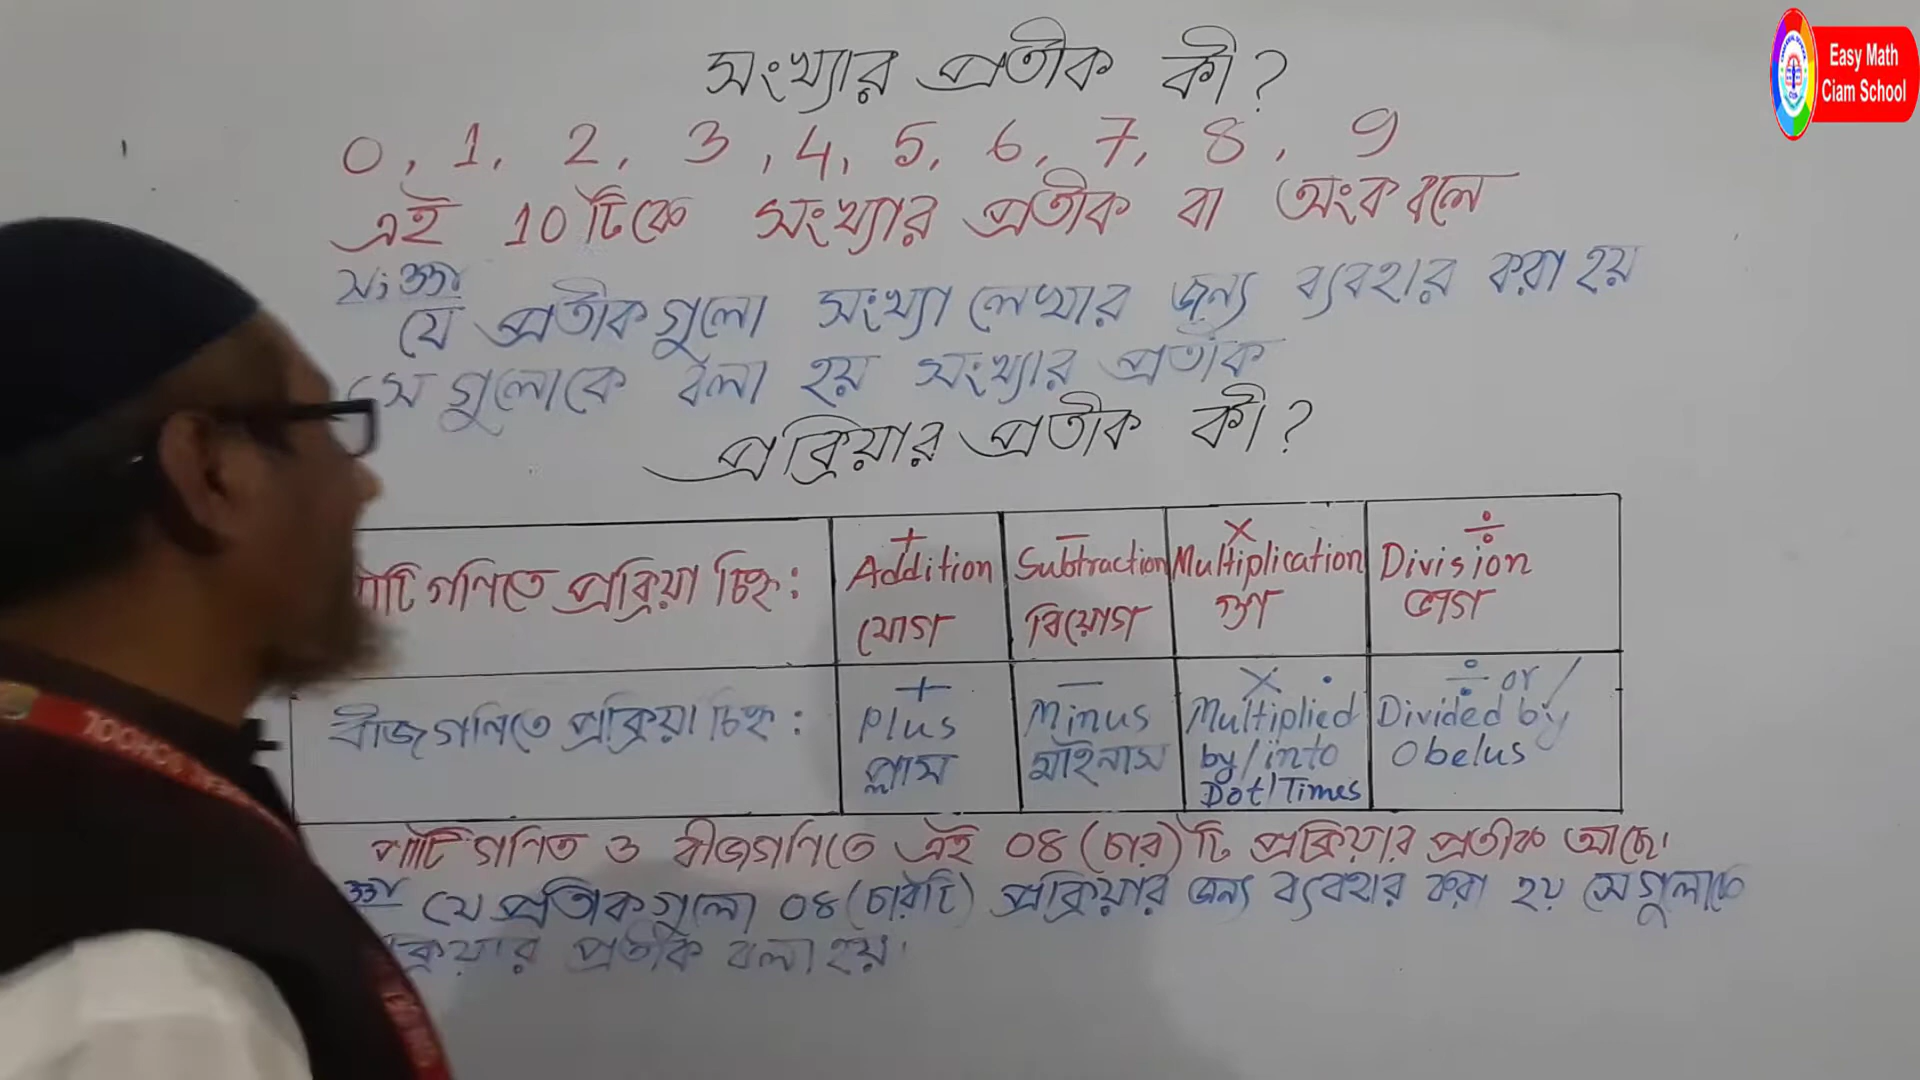 সংখ্যার প্রতীক কী?
0, 1, 2, 3, 4, 5, 6, 7, 8, 9
এই 10টিকে সংখ্যার প্রতীক বা অংক বলে
সংজ্ঞা
যে প্রতীকগুলো সংখ্যা লেখার জন্য ব্যবহার করা হয়
সেগুলোকে বলা হয় সংখ্যার প্রতীক
প্রক্রিয়ার প্রতীক কী?
পাটিগণিতে প্রক্রিয়া চিহ্ন :
+ Addition যোগ
− Subtraction বিয়োগ
× Multiplication গুণ
÷ Division ভাগ
বীজগণিতে প্রক্রিয়া চিহ্ন :
+ Plus প্লাস
− Minus মাইনাস
× · Multiplied by/into Dot/Times
÷ or / Divided by Obelus
পাটিগণিত ও বীজগণিতে এই ০৪ (চার) টি প্রক্রিয়ার প্রতীক আছে।
যে প্রতীকগুলো ০৪ (চারটি) প্রক্রিয়ার জন্য ব্যবহার করা হয় সেগুলোকে
প্রতীক বলা হয়।
Easy Math
Ciam School